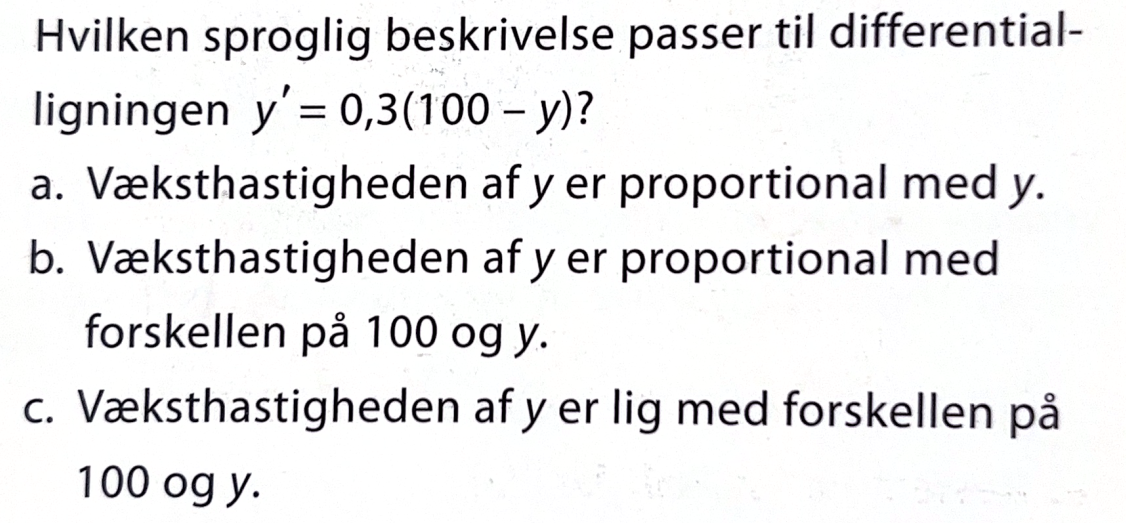 Hvilken sproglig beskrivelse passer til differential-
ligningen y′ = 0,3(100 – y)?
a. Væksthastigheden af y er proportional med y.
b. Væksthastigheden af y er proportional med
forskellen på 100 og y.
c. Væksthastigheden af y er lig med forskellen på
100 og y.